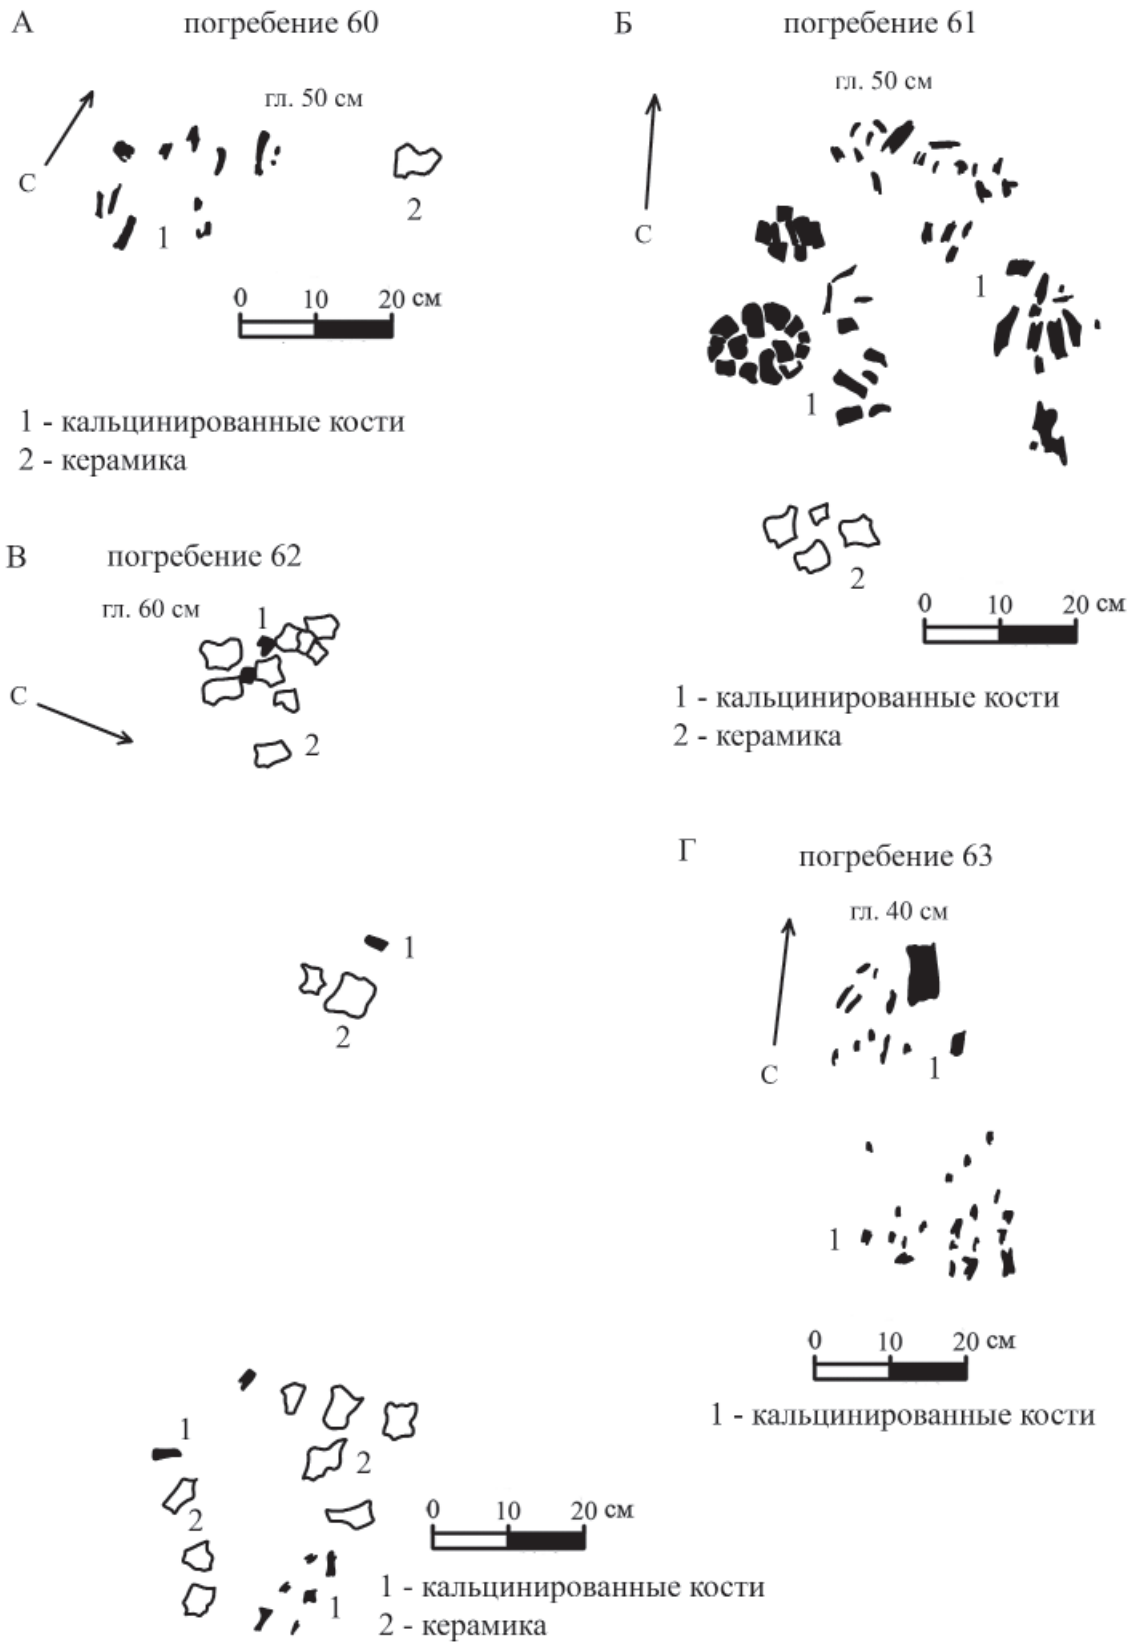 А погребение 60
гл. 50 см
С
1
2
0 10 20 см
1 - кальцинированные кости
2 - керамика
Б погребение 61
гл. 50 см
С
1
1
2
0 10 20 см
1 - кальцинированные кости
2 - керамика
В погребение 62
гл. 60 см
1
С
2
1
2
1
2
2
0 10 20 см
1
1 - кальцинированные кости
2 - керамика
Г погребение 63
гл. 40 см
С
1
1
0 10 20 см
1 - кальцинированные кости